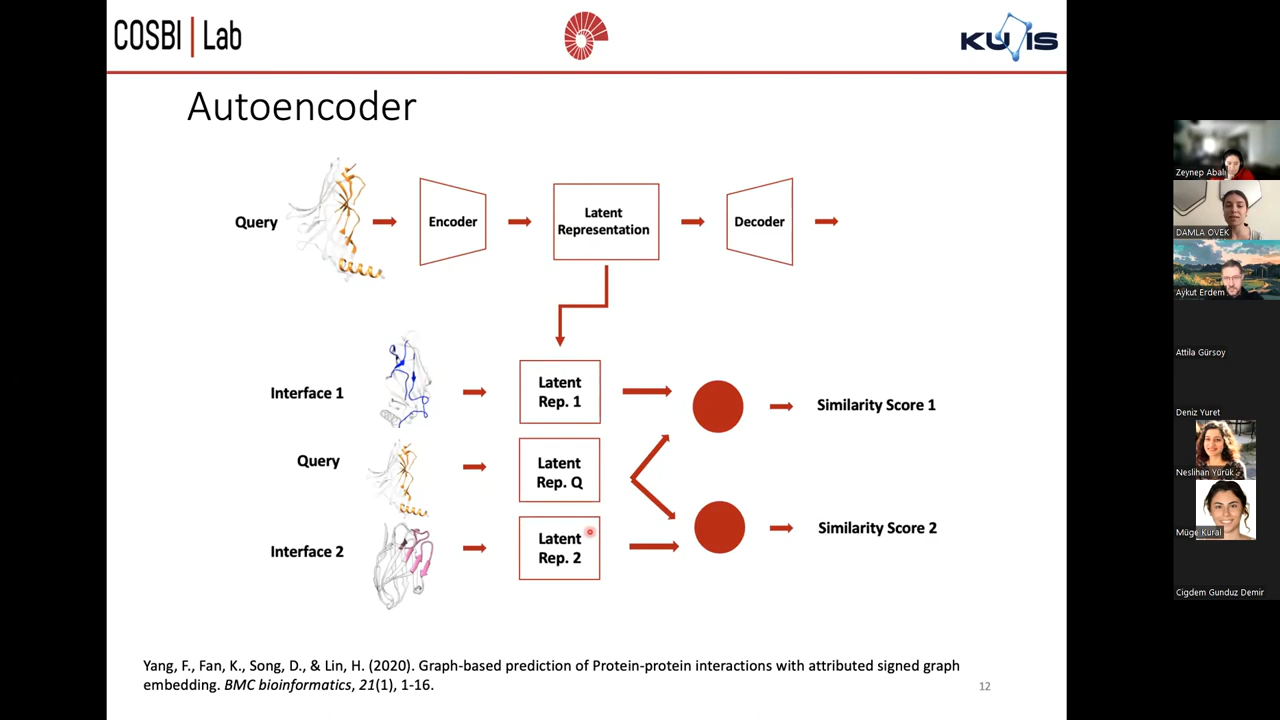 COSBI | Lab
KUIS
Autoencoder
Query
Encoder
Latent
Representation
Decoder
Interface 1
Latent
Rep. 1
Similarity Score 1
Query
Latent
Rep. Q
Interface 2
Latent
Rep. 2
Similarity Score 2
Yang, F., Fan, K., Song, D., & Lin, H. (2020). Graph-based prediction of Protein-protein interactions with attributed signed graph
embedding. BMC bioinformatics, 21(1), 1-16.
12
Zeynep Abalı
DAMLA OVEK
Aykut Erdem
Attila Gürsoy
Deniz Yuret
Neslihan Yürük
Müge Kural
Cigdem Gunduz Demir